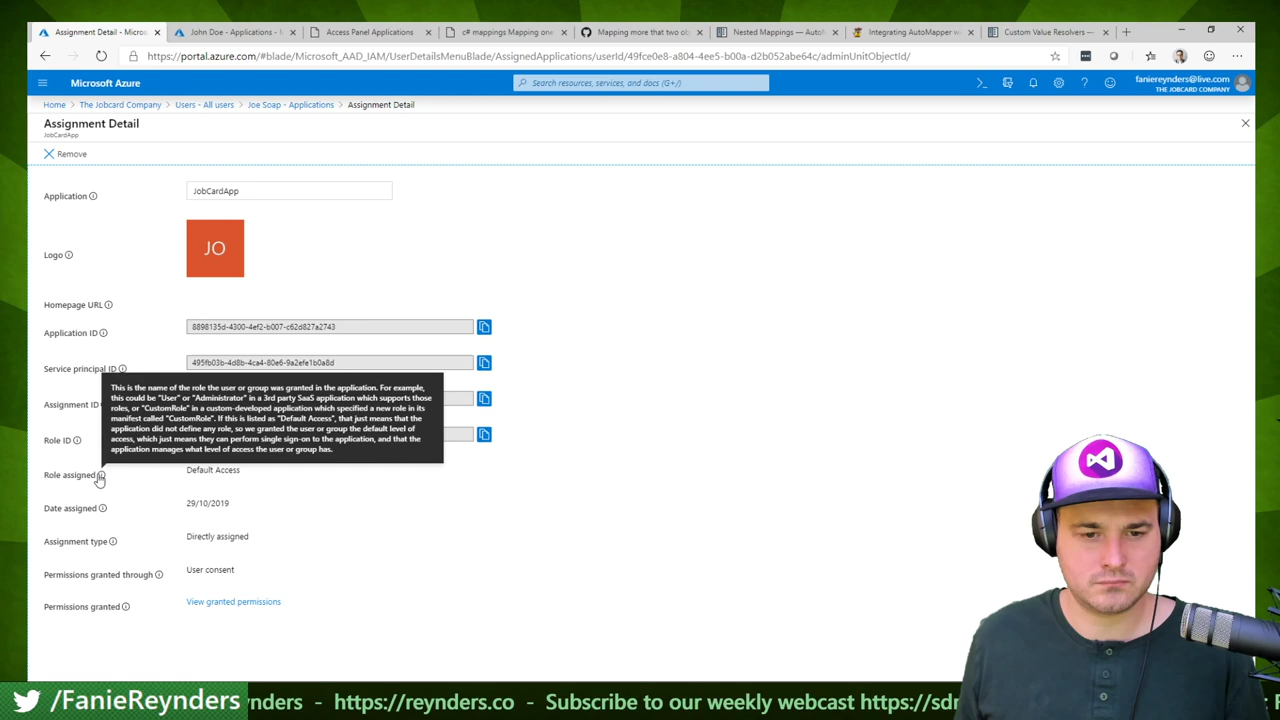 Assignment Detail - Micros
John Doe - Applications - M
Access Panel Applications
c# mappings Mapping one
Mapping more that two obj
Nested Mappings — AutoM
Integrating AutoMapper wi
Custom Value Resolvers —
https://portal.azure.com/#blade/Microsoft_AAD_IAM/UserDetailsMenuBlade/AssignedApplications/userId/49fce0e8-a804-4ee5-b00a-d2b052abe64c/adminUnitObjectId/
Microsoft Azure
Search resources, services, and docs (G+/)
faniereynders@live.com
THE JOBCARD COMPANY
Home > The Jobcard Company > Users - All users > Joe Soap - Applications > Assignment Detail
Assignment Detail
JobCardApp
Remove
Application
JobCardApp
Logo
JO
Homepage URL
Application ID
8898135d-4300-4ef2-b007-c62d827a2743
Service principal ID
495fb03b-4d8b-4ca4-80e6-9a2efe1b0a8d
This is the name of the role the user or group was granted in the application. For example,
this could be "User" or "Administrator" in a 3rd party SaaS application which supports those
roles, or "CustomRole" in a custom-developed application which specified a new role in its
manifest called "CustomRole". If this is listed as "Default Access", that just means that the
application did not define any role, so we granted the user or group the default level of
access, which just means they can perform single sign-on to the application, and that the
application manages what level of access the user or group has.
Assignment ID
Role ID
Role assigned
Default Access
Date assigned
29/10/2019
Assignment type
Directly assigned
Permissions granted through
User consent
Permissions granted
View granted permissions
/FanieReynders
nders - https://reynders.co - Subscribe to our weekly webcast https://sdn